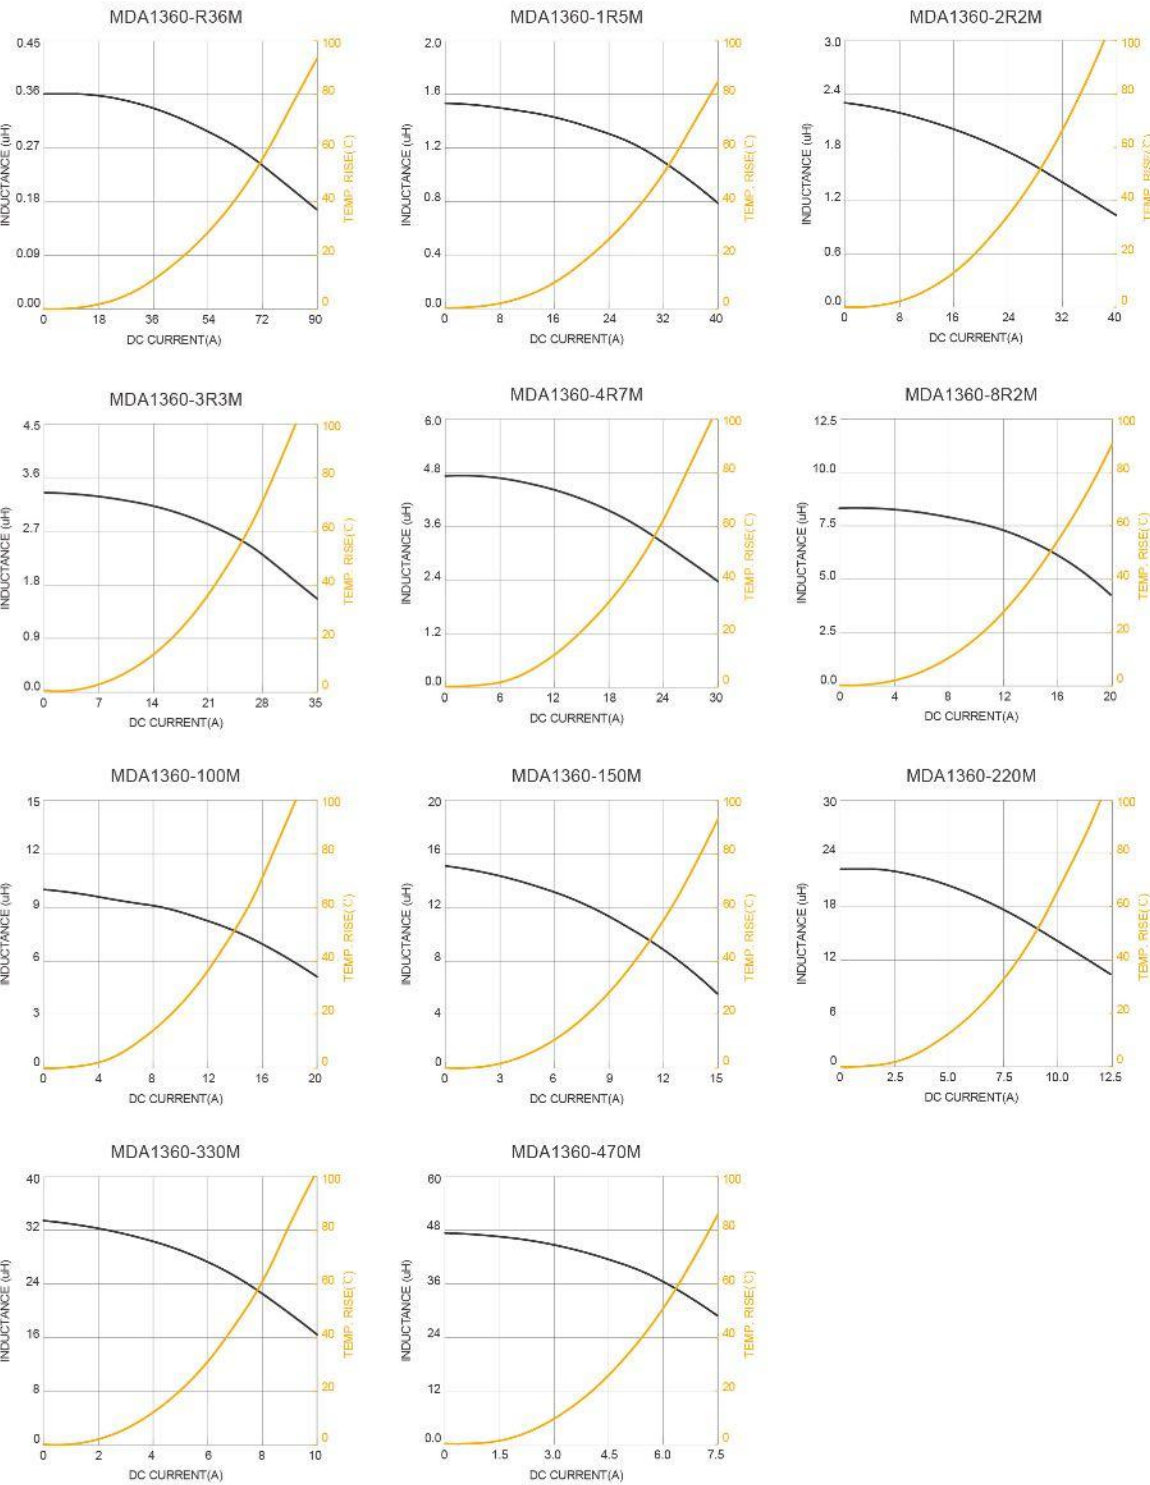 MDA1360-R36M
0.45
0.36
0.27
0.18
0.09
0.00
INDUCTANCE (uH)
100
80
60
40
20
0
TEMP. RISE(℃)
0 18 36 54 72 90
DC CURRENT(A)
MDA1360-1R5M
2.0
1.6
1.2
0.8
0.4
0.0
INDUCTANCE (uH)
100
80
60
40
20
0
TEMP. RISE(℃)
0 8 16 24 32 40
DC CURRENT(A)
MDA1360-2R2M
3.0
2.4
1.8
1.2
0.6
0.0
INDUCTANCE (uH)
100
80
60
40
20
0
TEMP. RISE(℃)
0 8 16 24 32 40
DC CURRENT(A)
MDA1360-3R3M
4.5
3.6
2.7
1.8
0.9
0.0
INDUCTANCE (uH)
100
80
60
40
20
0
TEMP. RISE(℃)
0 7 14 21 28 35
DC CURRENT(A)
MDA1360-4R7M
6.0
4.8
3.6
2.4
1.2
0.0
INDUCTANCE (uH)
100
80
60
40
20
0
TEMP. RISE(℃)
0 6 12 18 24 30
DC CURRENT(A)
MDA1360-8R2M
12.5
10.0
7.5
5.0
2.5
0.0
INDUCTANCE (uH)
100
80
60
40
20
0
TEMP. RISE(℃)
0 4 8 12 16 20
DC CURRENT(A)
MDA1360-100M
15
12
9
6
3
0
INDUCTANCE (uH)
100
80
60
40
20
0
TEMP. RISE(℃)
0 4 8 12 16 20
DC CURRENT(A)
MDA1360-150M
20
16
12
8
4
0
INDUCTANCE (uH)
100
80
60
40
20
0
TEMP. RISE(℃)
0 3 6 9 12 15
DC CURRENT(A)
MDA1360-220M
30
24
18
12
6
0
INDUCTANCE (uH)
100
80
60
40
20
0
TEMP. RISE(℃)
0 2.5 5.0 7.5 10.0 12.5
DC CURRENT(A)
MDA1360-330M
40
32
24
16
8
0
INDUCTANCE (uH)
100
80
60
40
20
0
TEMP. RISE(℃)
0 2 4 6 8 10
DC CURRENT(A)
MDA1360-470M
60
48
36
24
12
0.0
INDUCTANCE (uH)
100
80
60
40
20
0
TEMP. RISE(℃)
0 1.5 3.0 4.5 6.0 7.5
DC CURRENT(A)